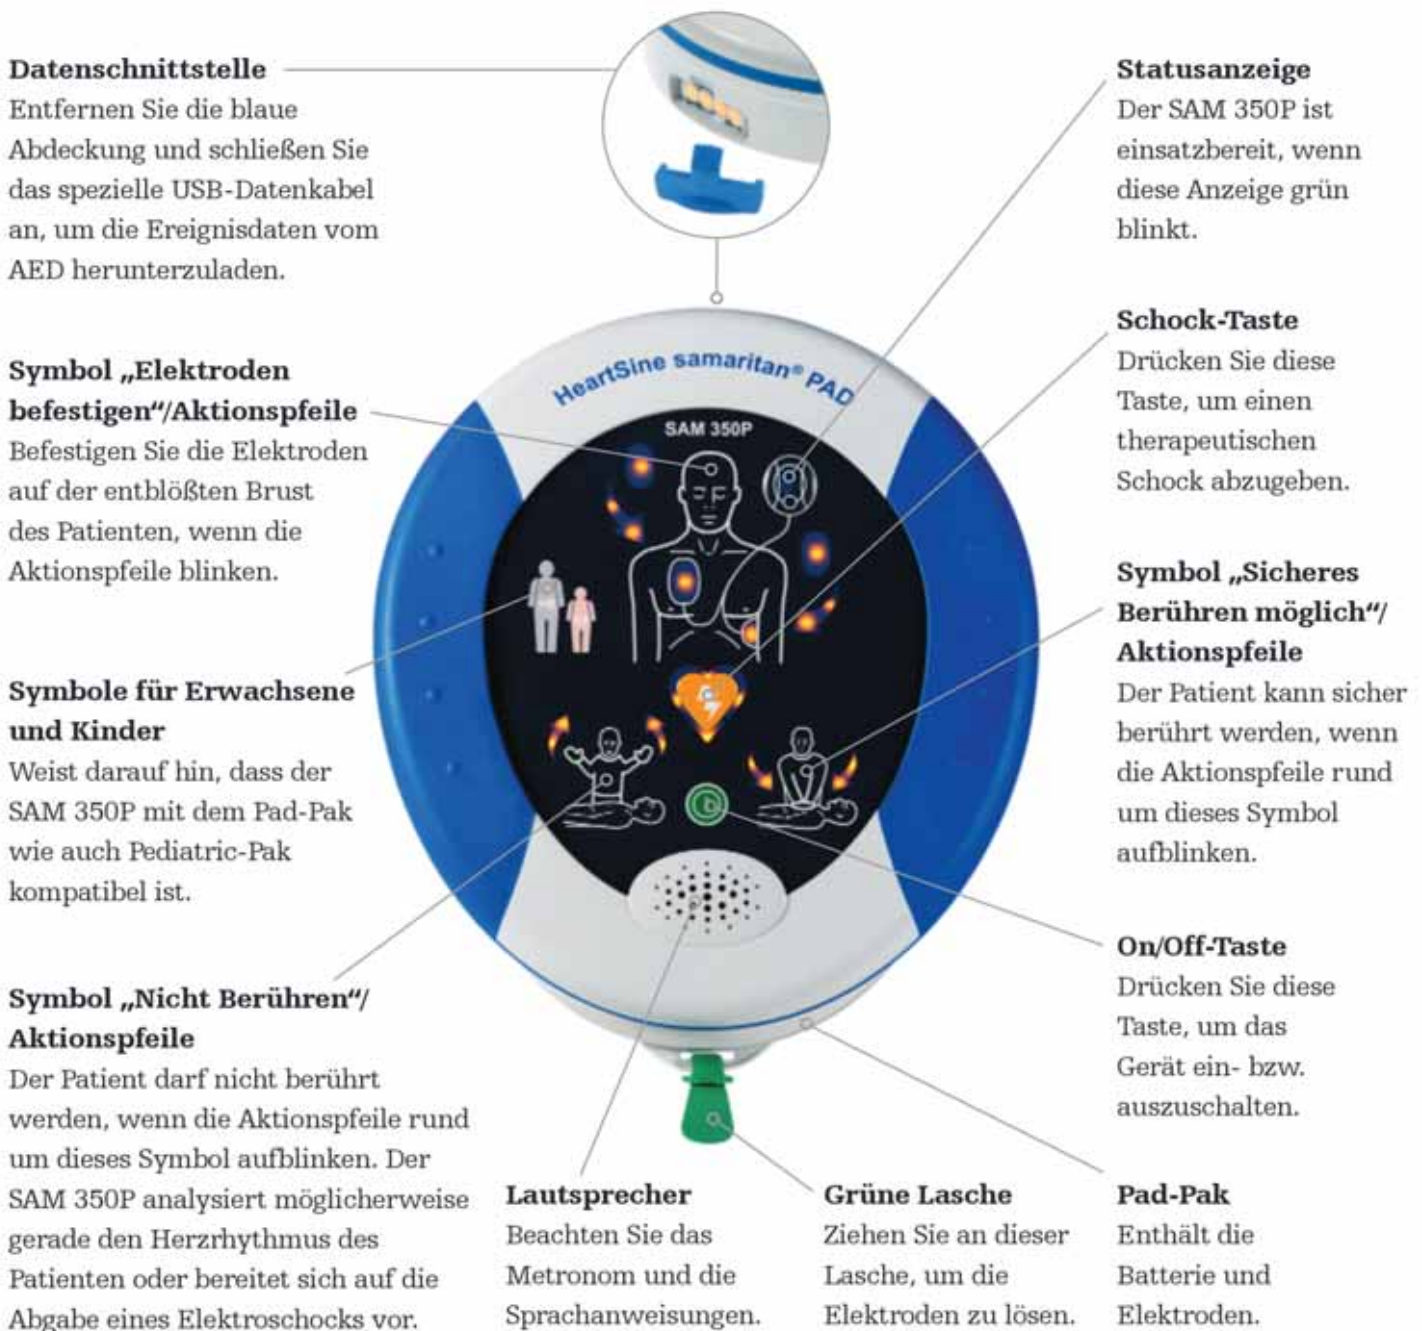 Datenschnittstelle
Entfernen Sie die blaue
Abdeckung und schließen Sie
das spezielle USB-Datenkabel
an, um die Ereignisdaten vom
AED herunterzuladen.
Symbol „Elektroden
befestigen“/Aktionspfeile
Befestigen Sie die Elektroden
auf der entblößten Brust
des Patienten, wenn die
Aktionspfeile blinken.
Symbole für Erwachsene
und Kinder
Weist darauf hin, dass der
SAM 350P mit dem Pad-Pak
wie auch Pediatric-Pak
kompatibel ist.
Symbol „Nicht Berühren“/
Aktionspfeile
Der Patient darf nicht berührt
werden, wenn die Aktionspfeile rund
um dieses Symbol aufblinken. Der
SAM 350P analysiert möglicherweise
gerade den Herzrhythmus des
Patienten oder bereitet sich auf die
Abgabe eines Elektroschocks vor.
HeartSine samaritan® PAD
SAM 350P
Lautsprecher
Beachten Sie das
Metronom und die
Sprachanweisungen.
Grüne Lasche
Ziehen Sie an dieser
Lasche, um die
Elektroden zu lösen.
Statusanzeige
Der SAM 350P ist
einsatzbereit, wenn
diese Anzeige grün
blinkt.
Schock-Taste
Drücken Sie diese
Taste, um einen
therapeutischen
Schock abzugeben.
Symbol „Sicheres
Berühren möglich“/
Aktionspfeile
Der Patient kann sicher
berührt werden, wenn
die Aktionspfeile rund
um dieses Symbol
aufblinken.
On/Off-Taste
Drücken Sie diese
Taste, um das
Gerät ein- bzw.
auszuschalten.
Pad-Pak
Enthält die
Batterie und
Elektroden.